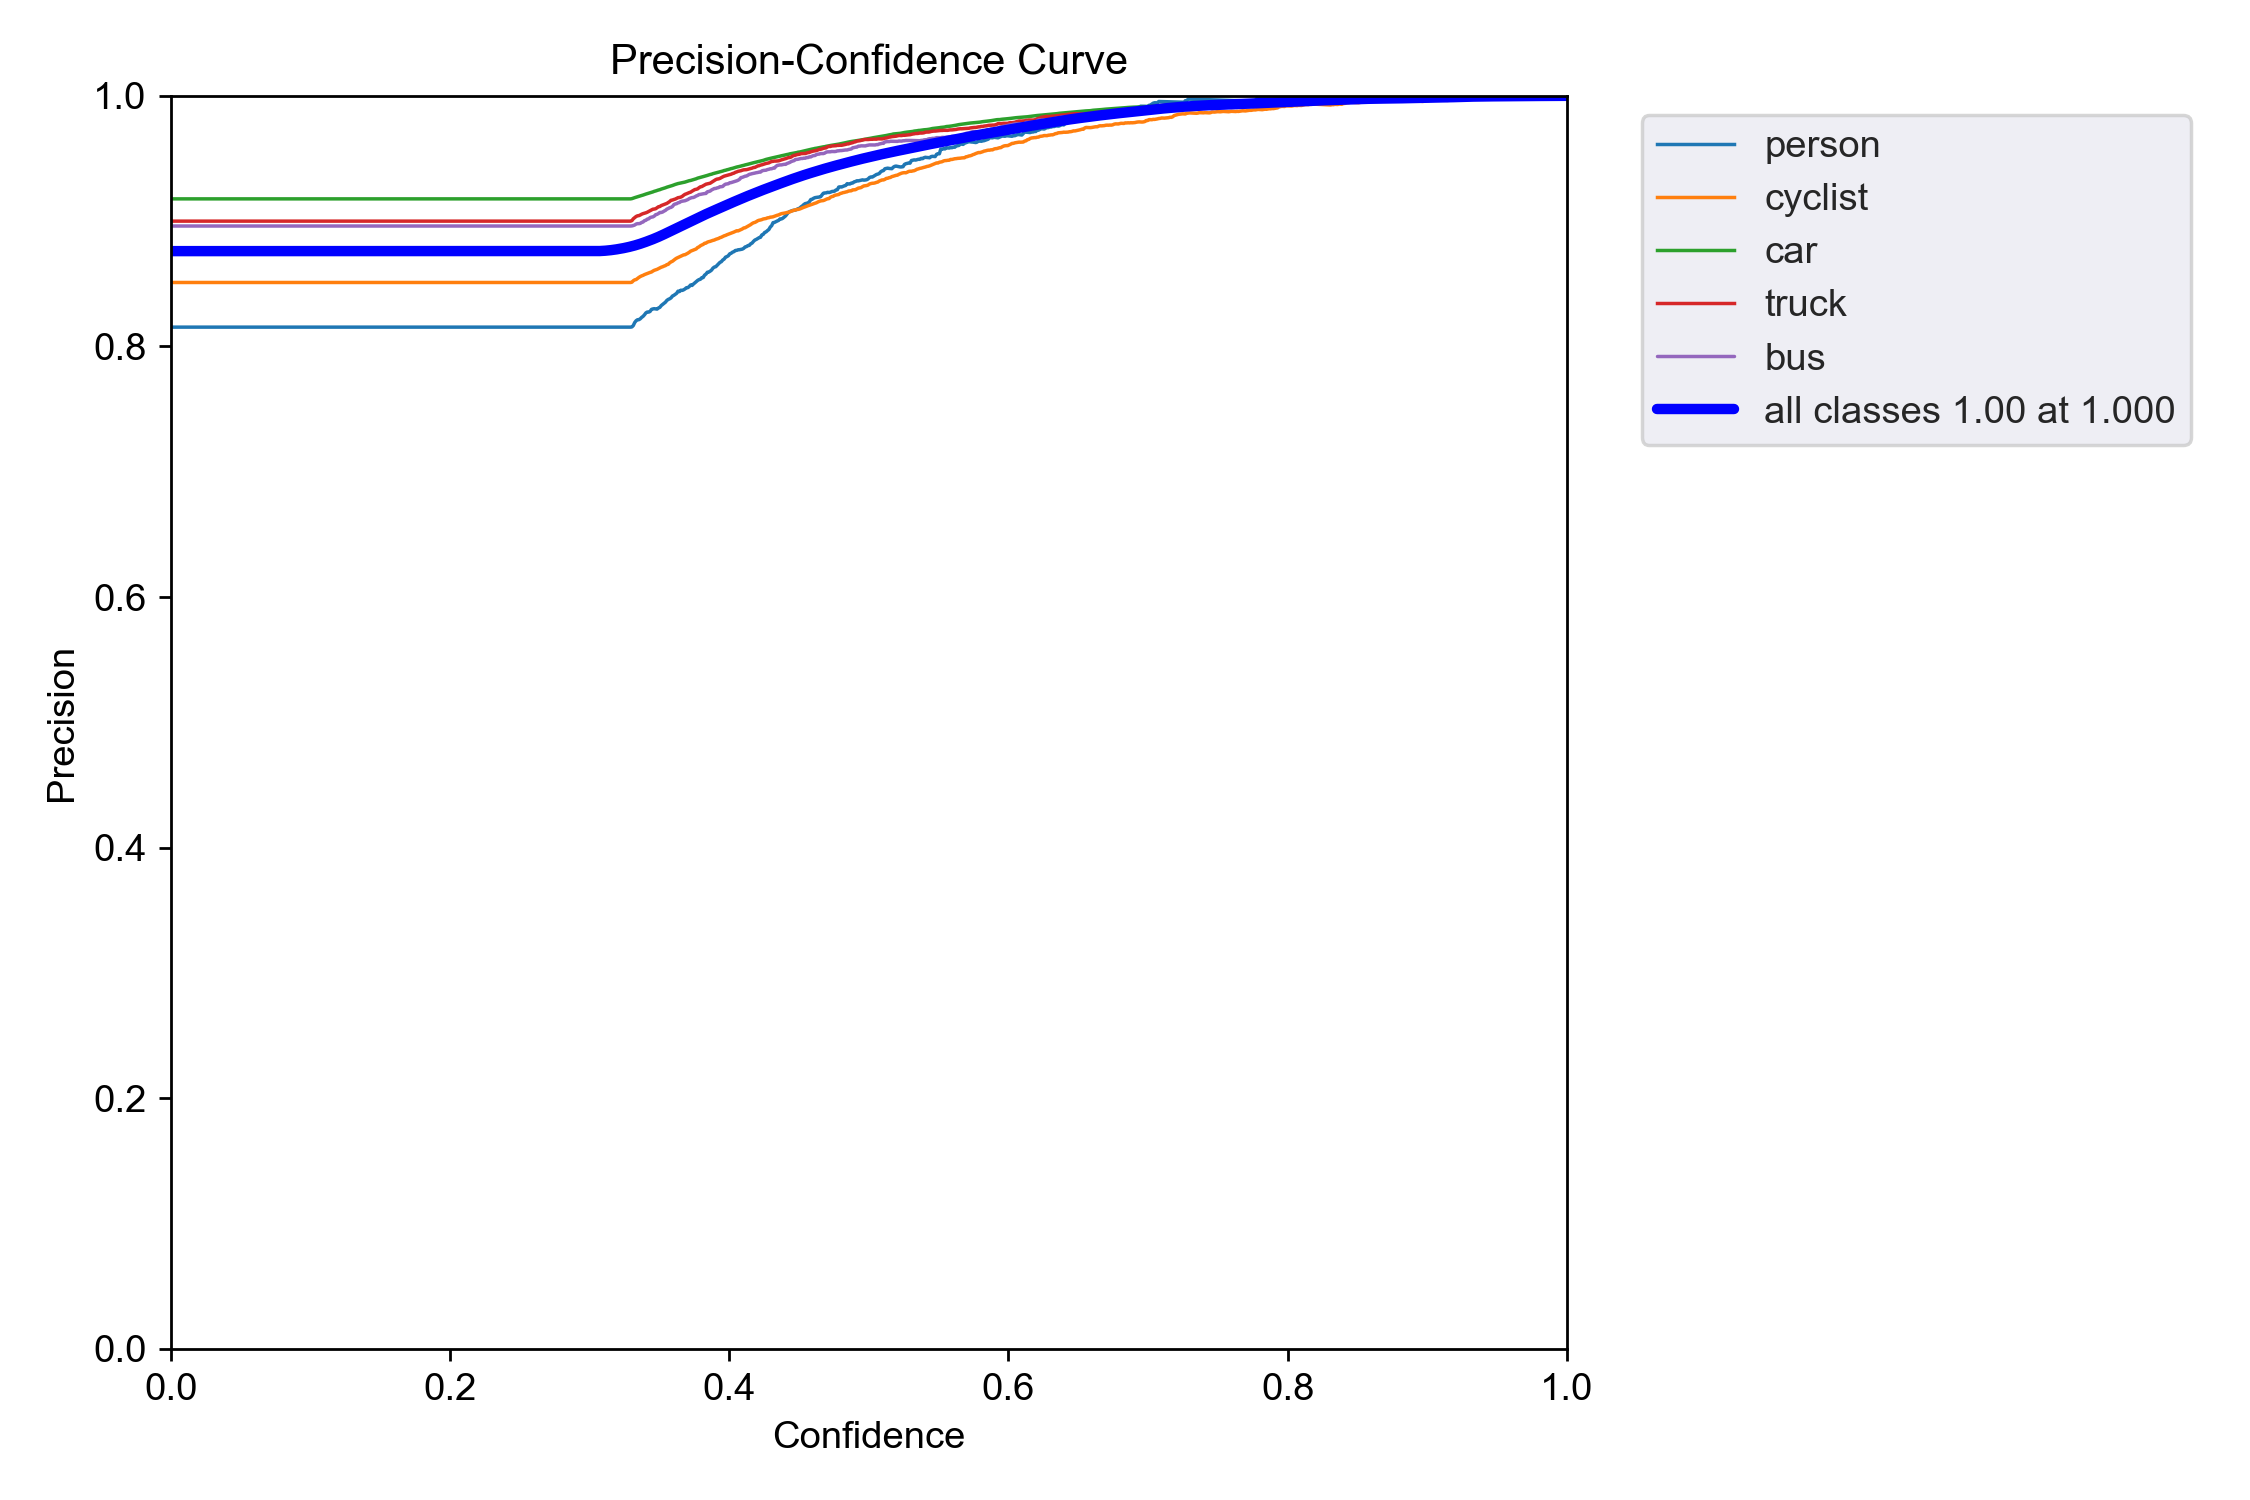 Precision-Confidence Curve
1.0
0.8
0.6
0.4
0.2
0.0
Precision
0.0 0.2 0.4 0.6 0.8 1.0
Confidence
person
cyclist
car
truck
bus
all classes 1.00 at 1.000